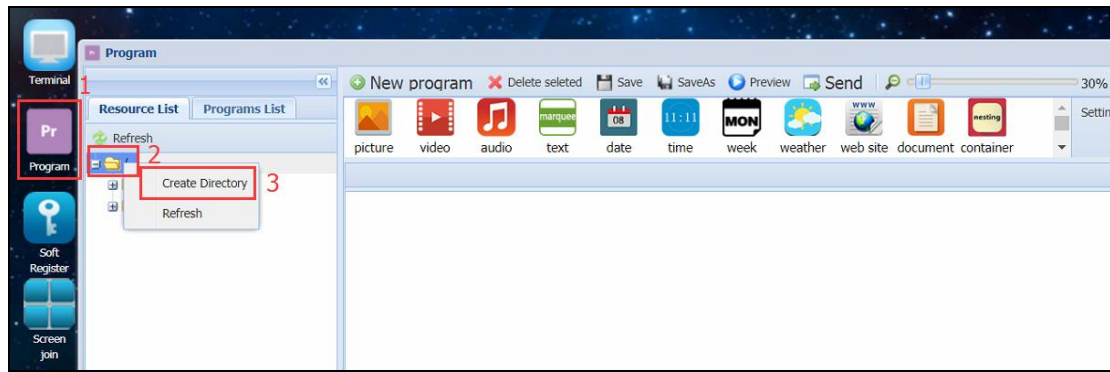 Terminal
1
Pr
Program
Soft
Register
Screen
join
Program
Resource List Programs List
Refresh
2
/
Create Directory 3
Refresh
New program Delete seleted Save SaveAs Preview Send 30%
marquee 08 11:11 MON www nesting
picture video audio text date time week weather web site document container
Settin